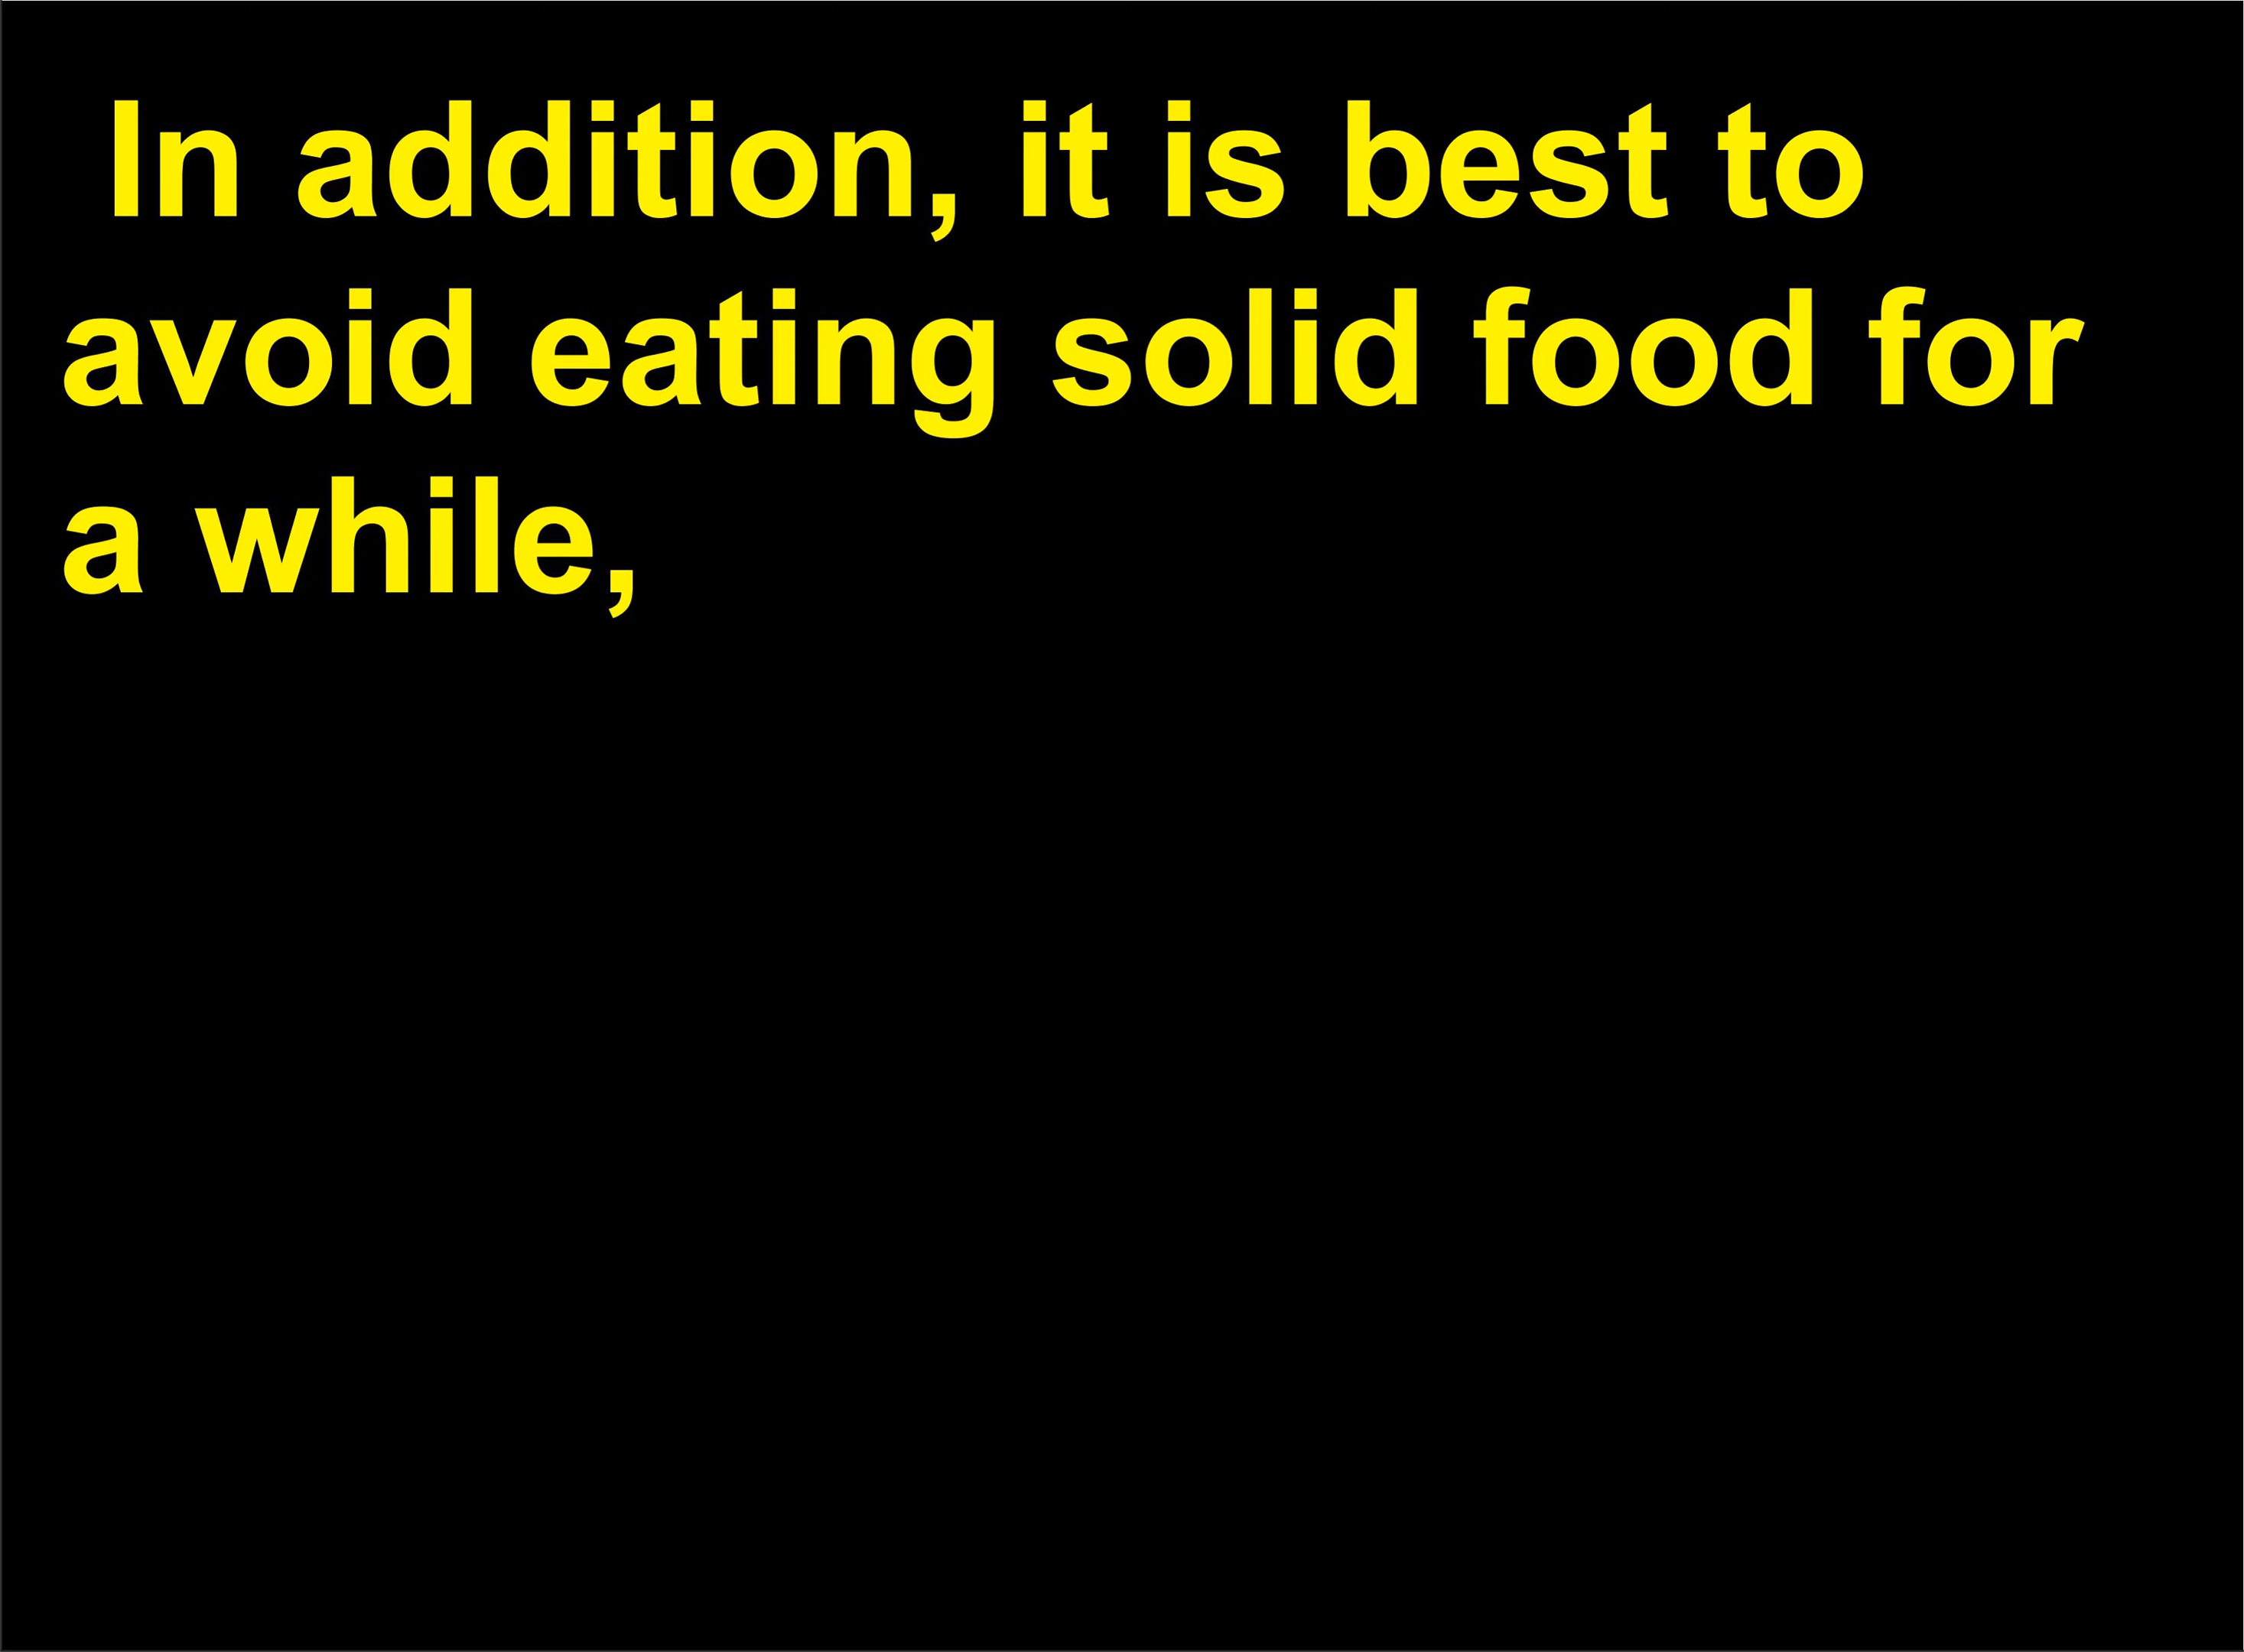 In addition, it is best to
avoid eating solid food for
a while,